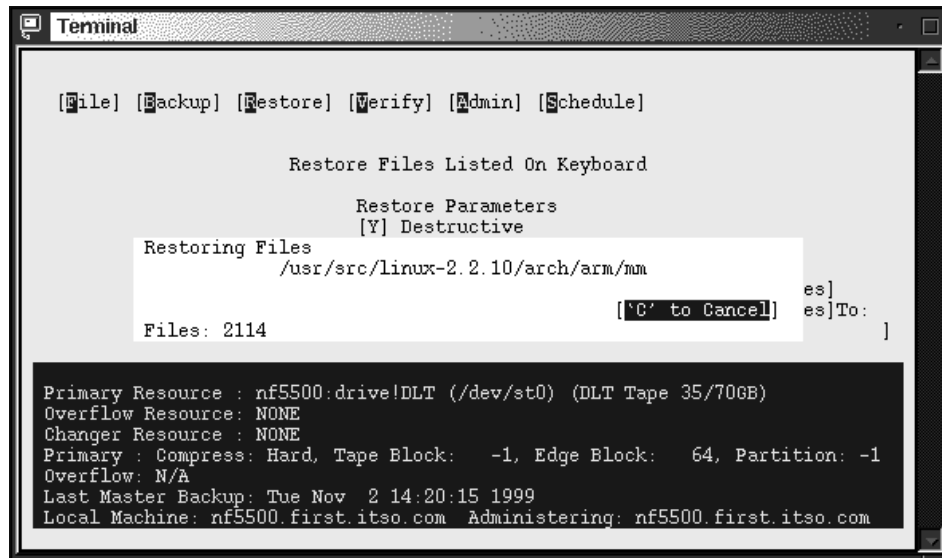 Terminal
[File] [Backup] [Restore] [Verify] [Admin] [Schedule]
Restore Files Listed On Keyboard
Restore Parameters
[Y] Destructive
Restoring Files
/usr/src/linux-2.2.10/arch/arm/mm
es]
[`C' to Cancel] es]To:
Files: 2114 ]
Primary Resource : nf5500:drive!DLT (/dev/st0) (DLT Tape 35/70GB)
Overflow Resource: NONE
Changer Resource : NONE
Primary : Compress: Hard, Tape Block: -1, Edge Block: 64, Partition: -1
Overflow: N/A
Last Master Backup: Tue Nov 2 14:20:15 1999
Local Machine: nf5500.first.itso.com Administering: nf5500.first.itso.com